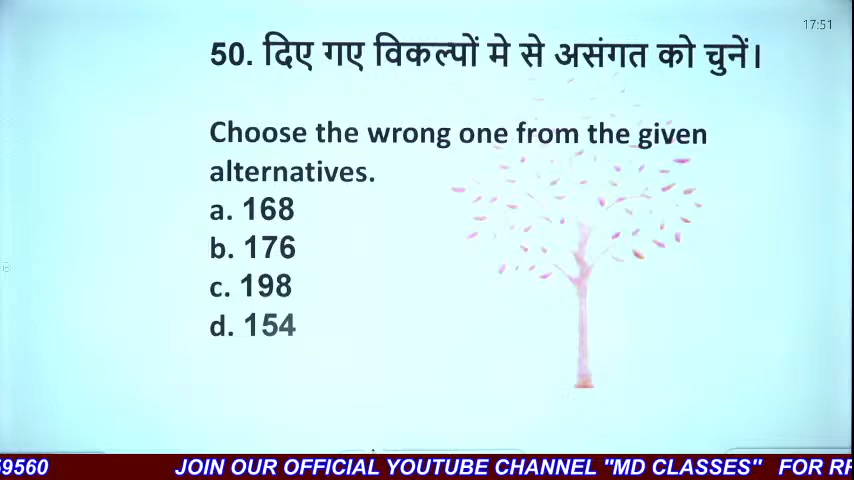 17:51
50. दिए गए विकल्पों मे से असंगत को चुनें।
Choose the wrong one from the given
alternatives.
a. 168
b. 176
c. 198
d. 154
59560 JOIN OUR OFFICIAL YOUTUBE CHANNEL "MD CLASSES" FOR